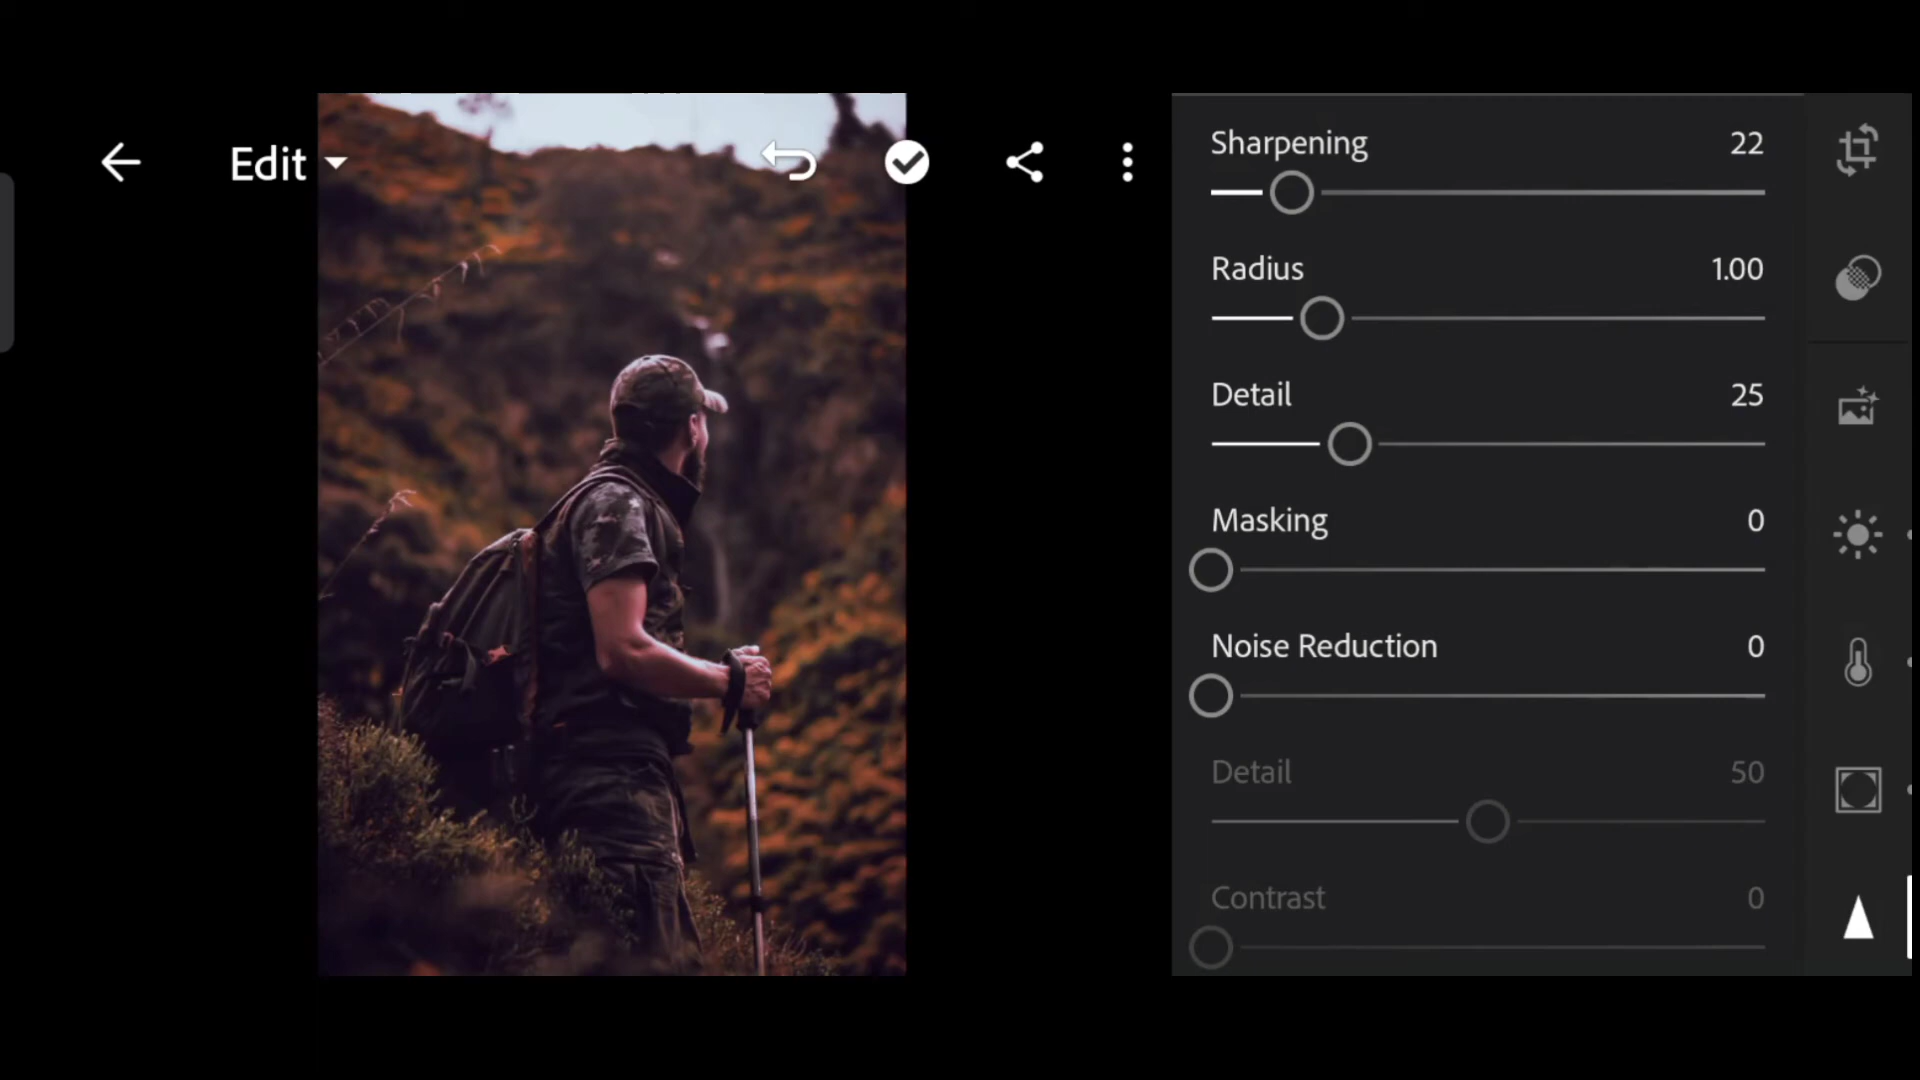 Edit
Sharpening 22
Radius 1.00
Detail 25
Masking 0
Noise Reduction 0
Detail 50
Contrast 0